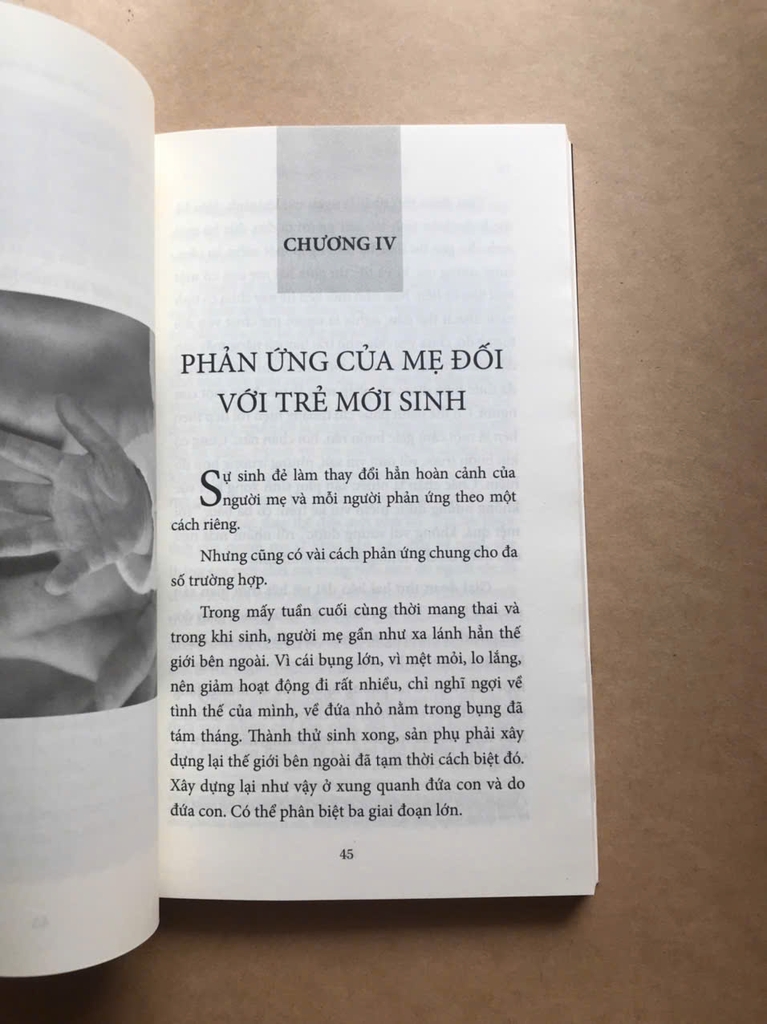 CHƯƠNG IV
PHẢN ỨNG CỦA MẸ ĐỐI
VỚI TRẺ MỚI SINH
Sự sinh đẻ làm thay đổi hẳn hoàn cảnh của
người mẹ và mỗi người phản ứng theo một
cách riêng.
Nhưng cũng có vài cách phản ứng chung cho đa
số trường hợp.
Trong mấy tuần cuối cùng thời mang thai và
trong khi sinh, người mẹ gần như xa lánh hẳn thế
giới bên ngoài. Vì cái bụng lớn, vì mệt mỏi, lo lắng,
nên giảm hoạt động đi rất nhiều, chỉ nghĩ ngợi về
tình thế của mình, về đứa nhỏ nằm trong bụng đã
tám tháng. Thành thử sinh xong, sản phụ phải xây
dựng lại thế giới bên ngoài đã tạm thời cách biệt đó.
Xây dựng lại như vậy ở xung quanh đứa con và do
đứa con. Có thể phân biệt ba giai đoạn lớn.
45